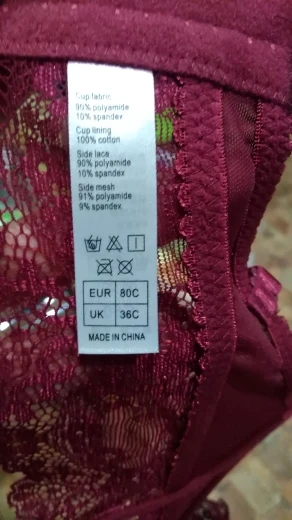 Cup fabric
90% polyamide
10% spandex
Cup lining
100% cotton
Side lace
90% polyamide
10% spandex
Side mesh
91% polyamide
9% spandex
EUR 80C
UK 36C
MADE IN CHINA